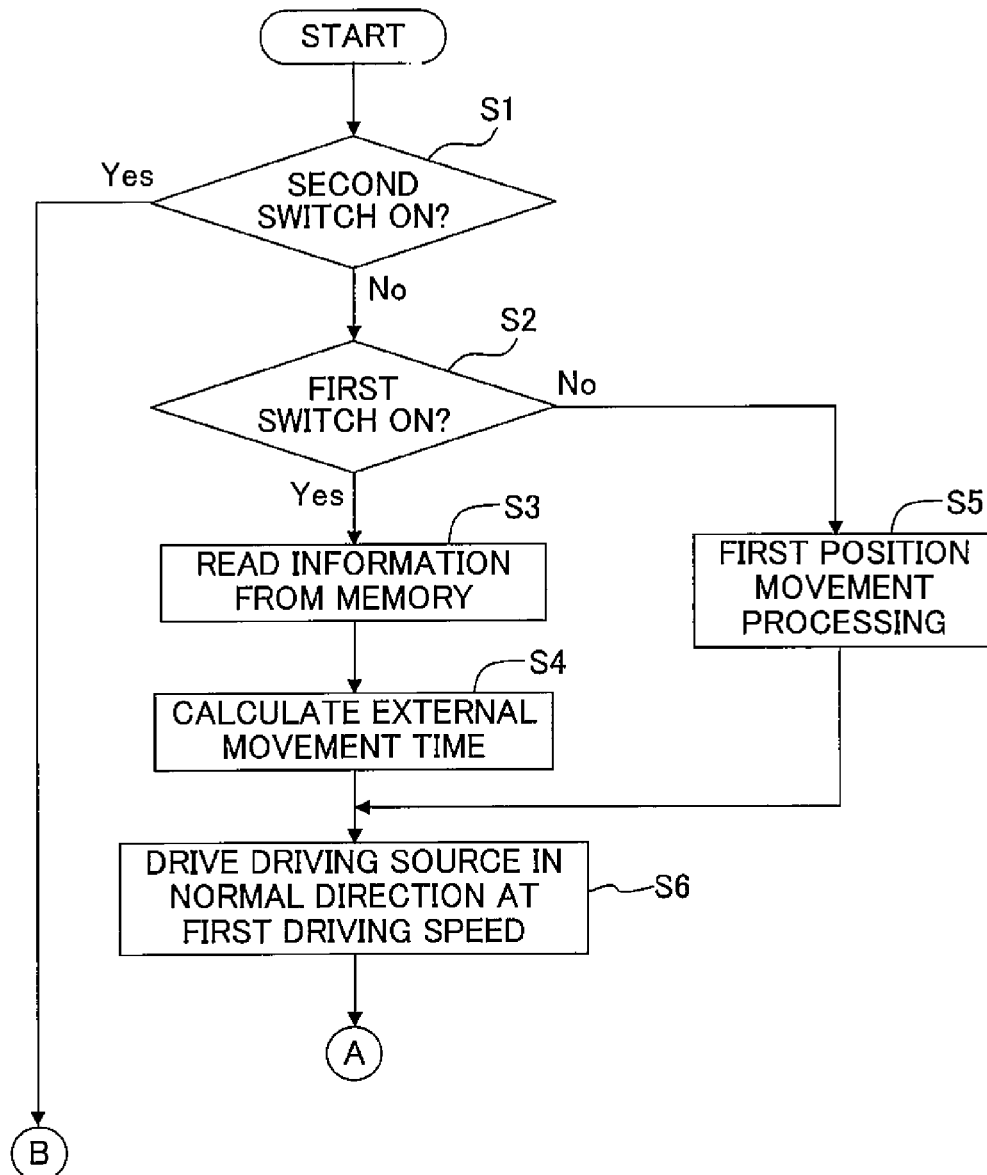 START
S1
Yes
SECOND
SWITCH ON?
No
S2
FIRST
SWITCH ON?
No
Yes
S3
READ INFORMATION
FROM MEMORY
S5
FIRST POSITION
MOVEMENT
PROCESSING
S4
CALCULATE EXTERNAL
MOVEMENT TIME
DRIVE DRIVING SOURCE IN
NORMAL DIRECTION AT
FIRST DRIVING SPEED
S6
A
B